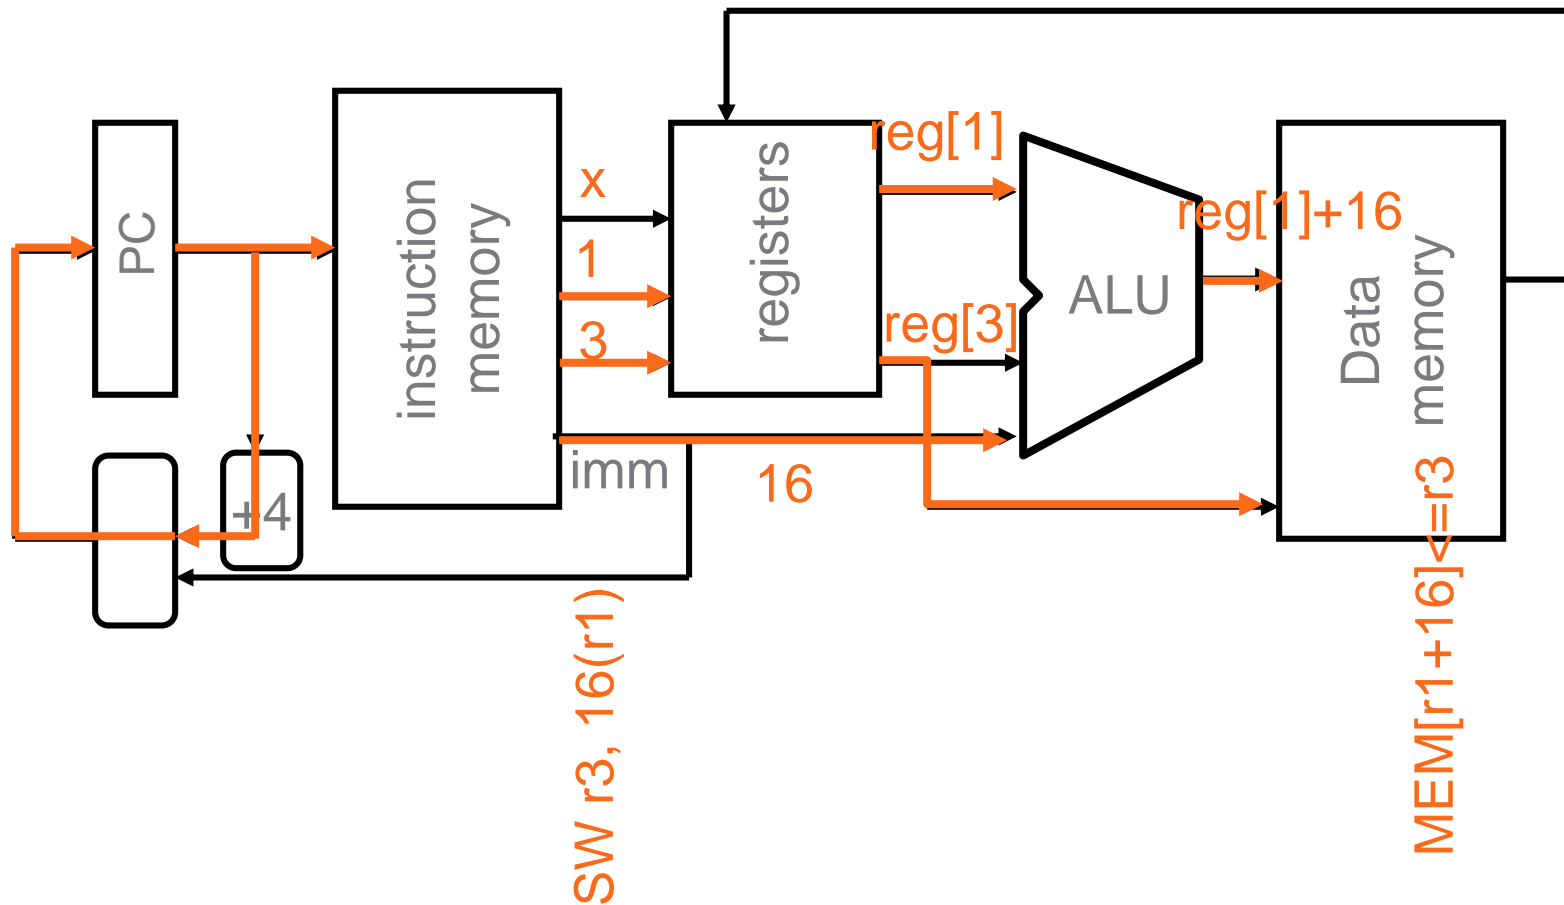 PC
+4
instruction
memory
x
1
3
imm
16
registers
reg[1]
reg[3]
ALU
reg[1]+16
Data
memory
SW r3, 16(r1)
MEM[r1+16]<=r3